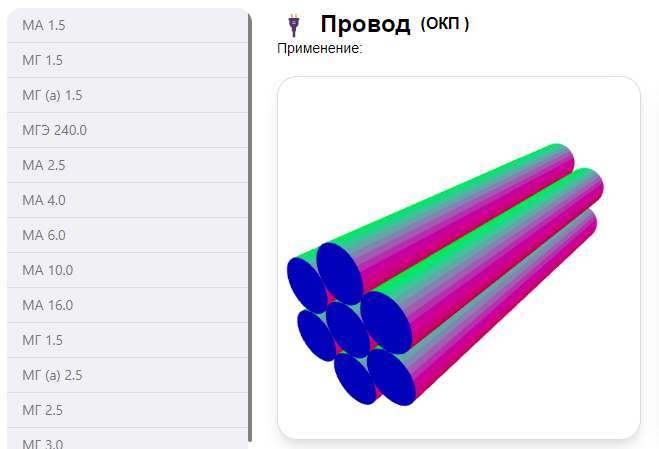 МА 1.5
МГ 1.5
МГ (а) 1.5
МГЭ 240.0
МА 2.5
МА 4.0
МА 6.0
МА 10.0
МА 16.0
МГ 1.5
МГ (а) 2.5
МГ 2.5
МГ 3.0
Провод (ОКП )
Применение: